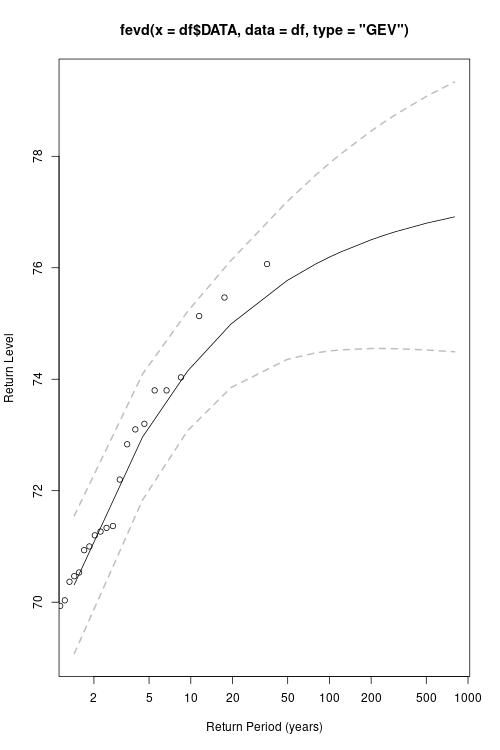 fevd(x = df$DATA, data = df, type = "GEV")
78
76
74
72
70
Return Level
2 5 10 20 50 100 200 500 1000
Return Period (years)